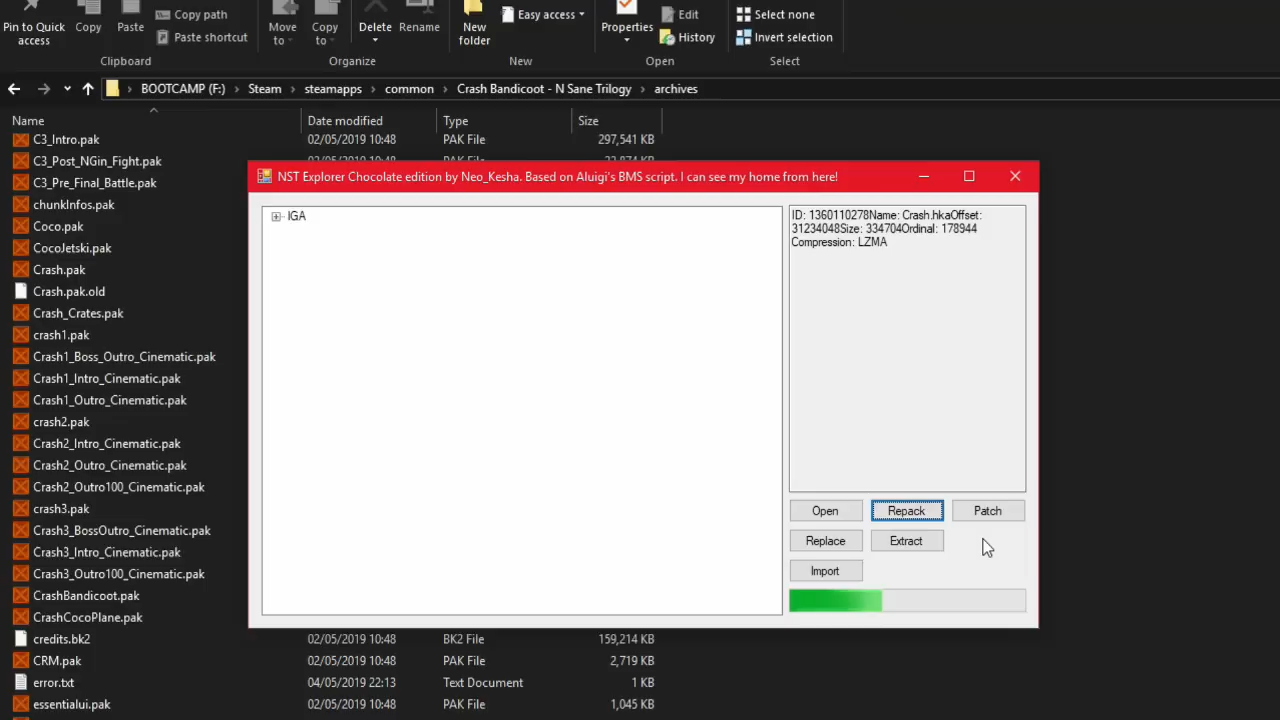 Pin to Quick access
Copy
Paste
Copy path
Paste shortcut
Move to
Copy to
Delete
Rename
New folder
Easy access
Properties
Edit
History
Select none
Invert selection
Clipboard
Organize
New
Open
Select
BOOTCAMP (F:) > Steam > steamapps > common > Crash Bandicoot - N Sane Trilogy > archives
Name Date modified Type Size
C3_Intro.pak 02/05/2019 10:48 PAK File 297,541 KB
C3_Post_NGin_Fight.pak
C3_Pre_Final_Battle.pak
chunkInfos.pak
Coco.pak
CocoJetski.pak
Crash.pak
Crash.pak.old
Crash_Crates.pak
crash1.pak
Crash1_Boss_Outro_Cinematic.pak
Crash1_Intro_Cinematic.pak
Crash1_Outro_Cinematic.pak
crash2.pak
Crash2_Intro_Cinematic.pak
Crash2_Outro_Cinematic.pak
Crash2_Outro100_Cinematic.pak
crash3.pak
Crash3_BossOutro_Cinematic.pak
Crash3_Intro_Cinematic.pak
Crash3_Outro100_Cinematic.pak
CrashBandicoot.pak
CrashCocoPlane.pak
credits.bk2 02/05/2019 10:48 BK2 File 159,214 KB
CRM.pak 02/05/2019 10:48 PAK File 2,719 KB
error.txt 04/05/2019 22:13 Text Document 1 KB
essentialui.pak 02/05/2019 10:48 PAK File 1,045 KB
NST Explorer Chocolate edition by Neo_Kesha. Based on Aluigi's BMS script. I can see my home from here!
IGA
ID: 1360110278Name: Crash.hkaOffset:
31234048Size: 334704Ordinal: 178944
Compression: LZMA
Open Repack Patch
Replace Extract
Import